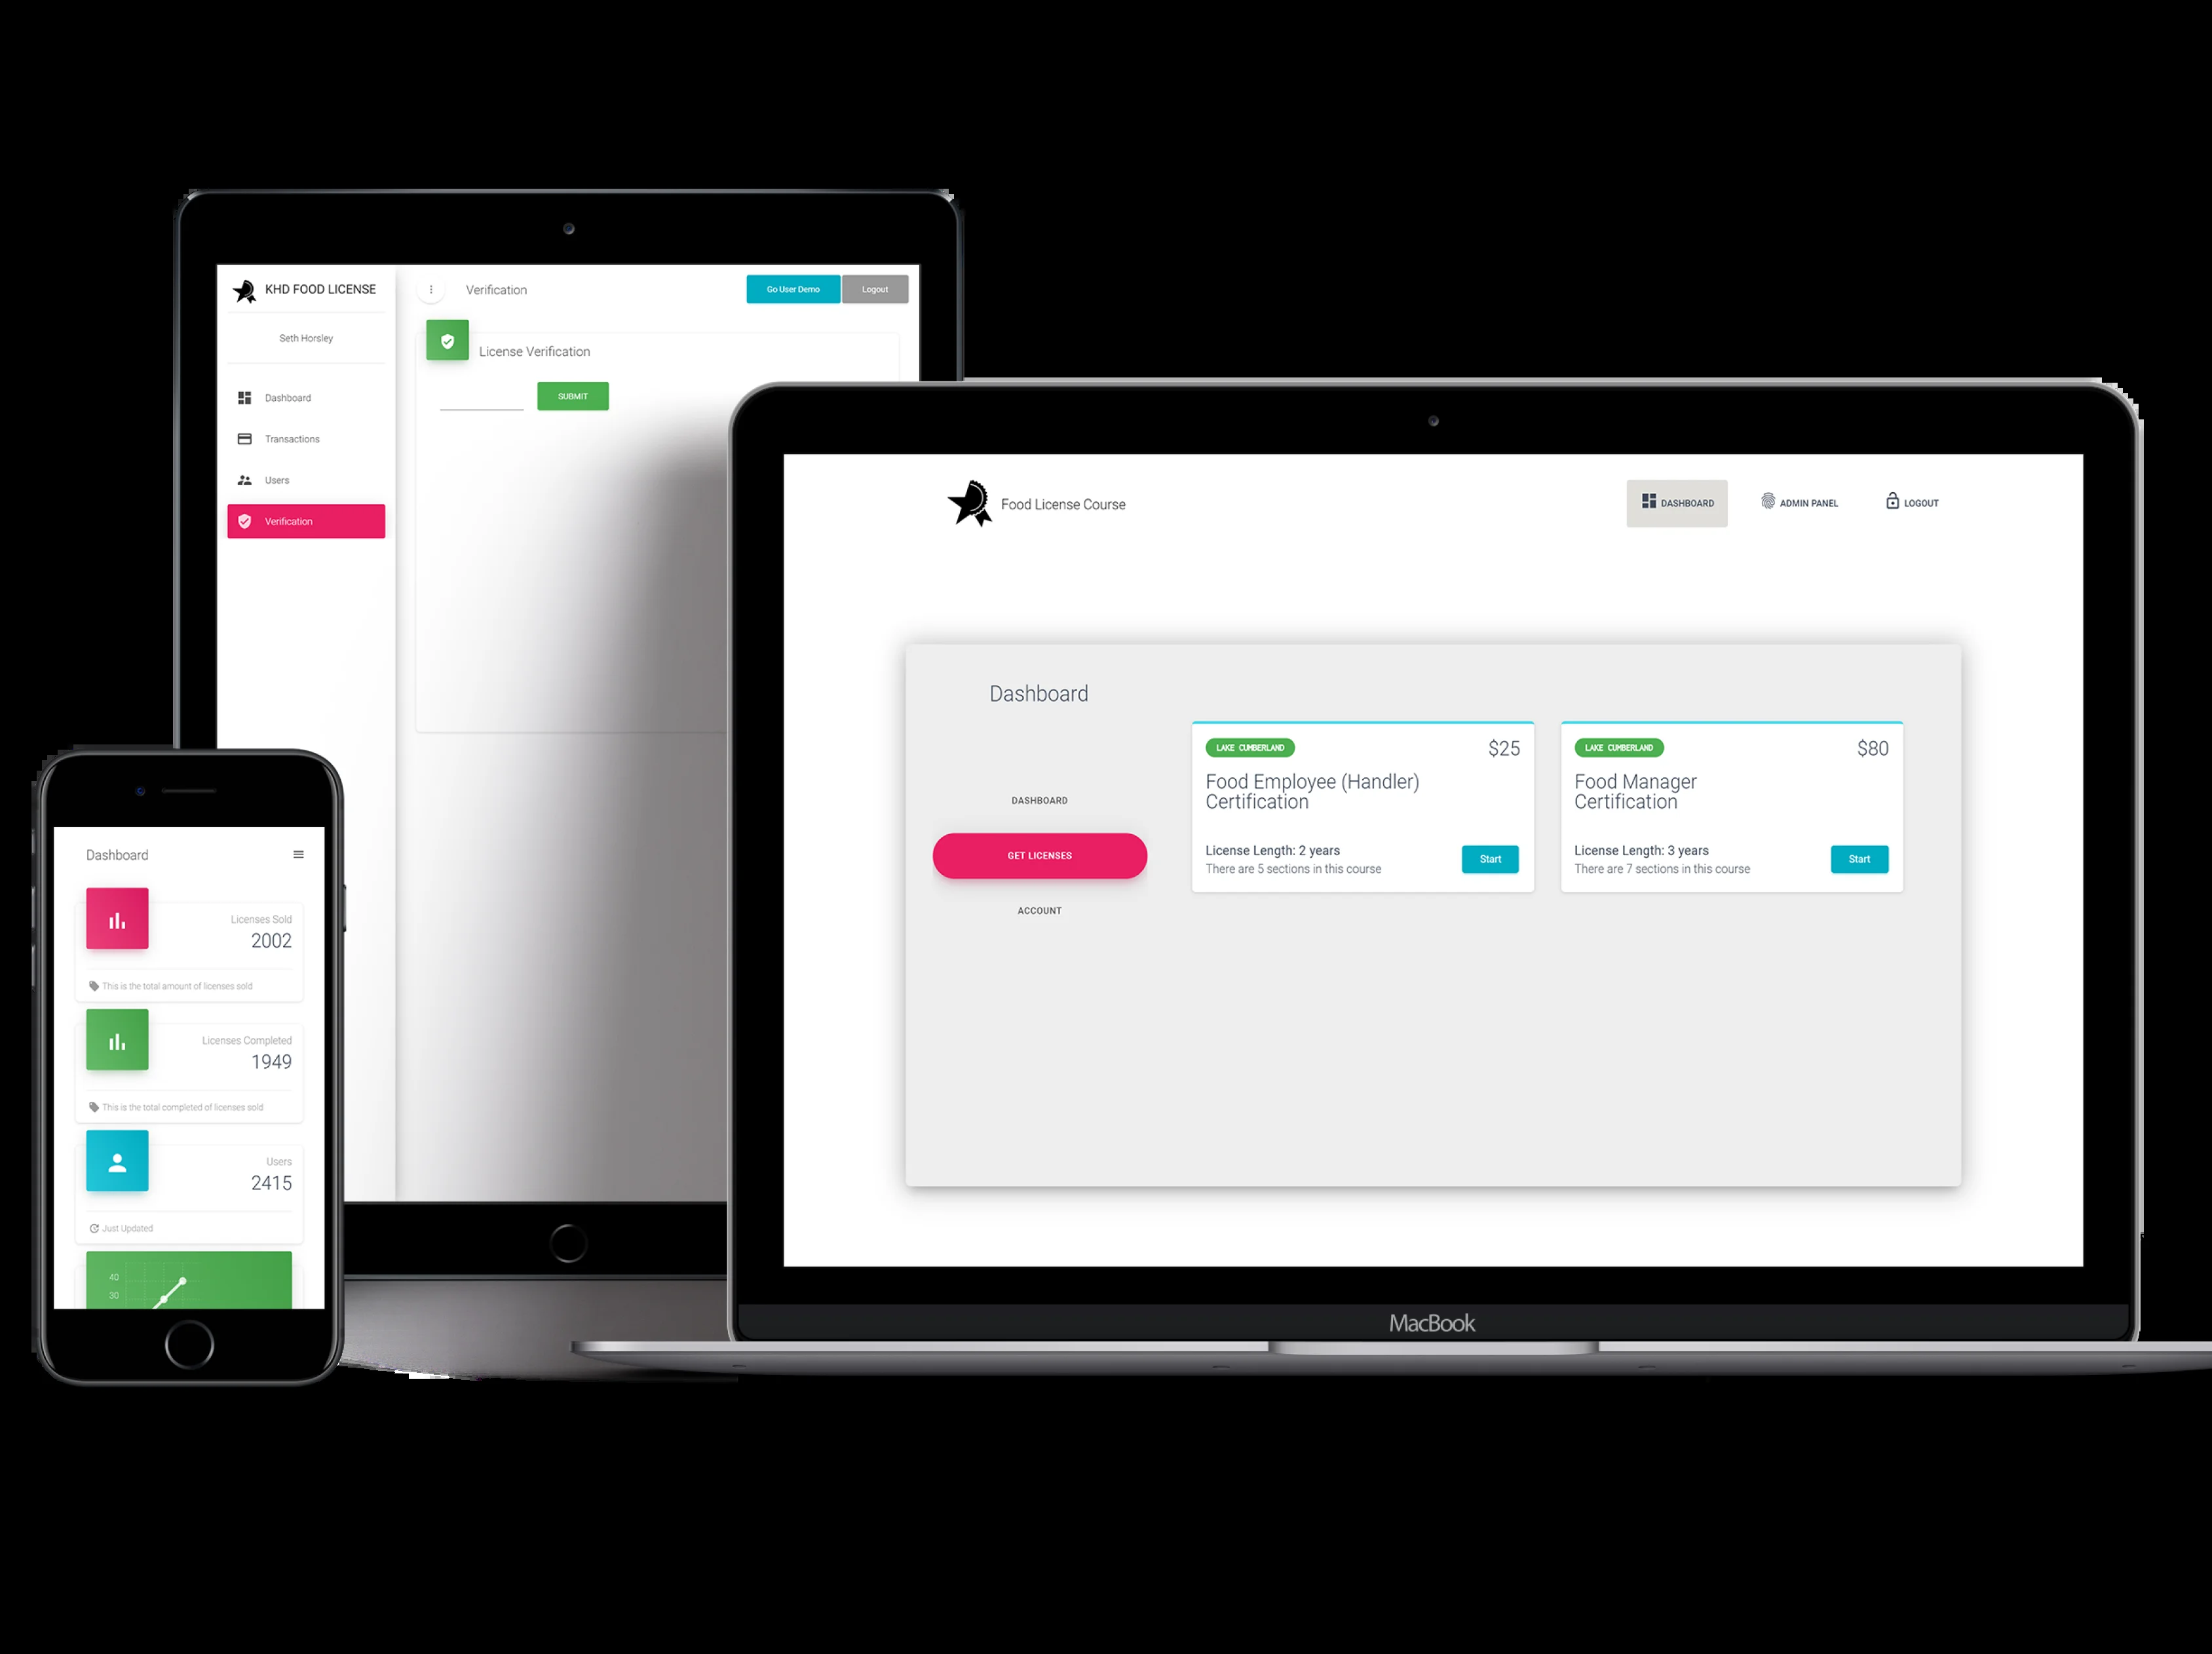 KHD FOOD LICENSE
Seth Horsley
Dashboard
Transactions
Users
Verification
Verification
Go User Demo
Logout
License Verification
SUBMIT
Food License Course
DASHBOARD
ADMIN PANEL
LOGOUT
Dashboard
DASHBOARD
GET LICENSES
ACCOUNT
LAKE CUMBERLAND
$25
Food Employee (Handler)
Certification
License Length: 2 years
There are 5 sections in this course
Start
LAKE CUMBERLAND
$80
Food Manager
Certification
License Length: 3 years
There are 7 sections in this course
Start
MacBook
Dashboard
Licenses Sold
2002
This is the total amount of licenses sold
Licenses Completed
1949
This is the total completed of licenses sold
Users
2415
Just Updated
40
30